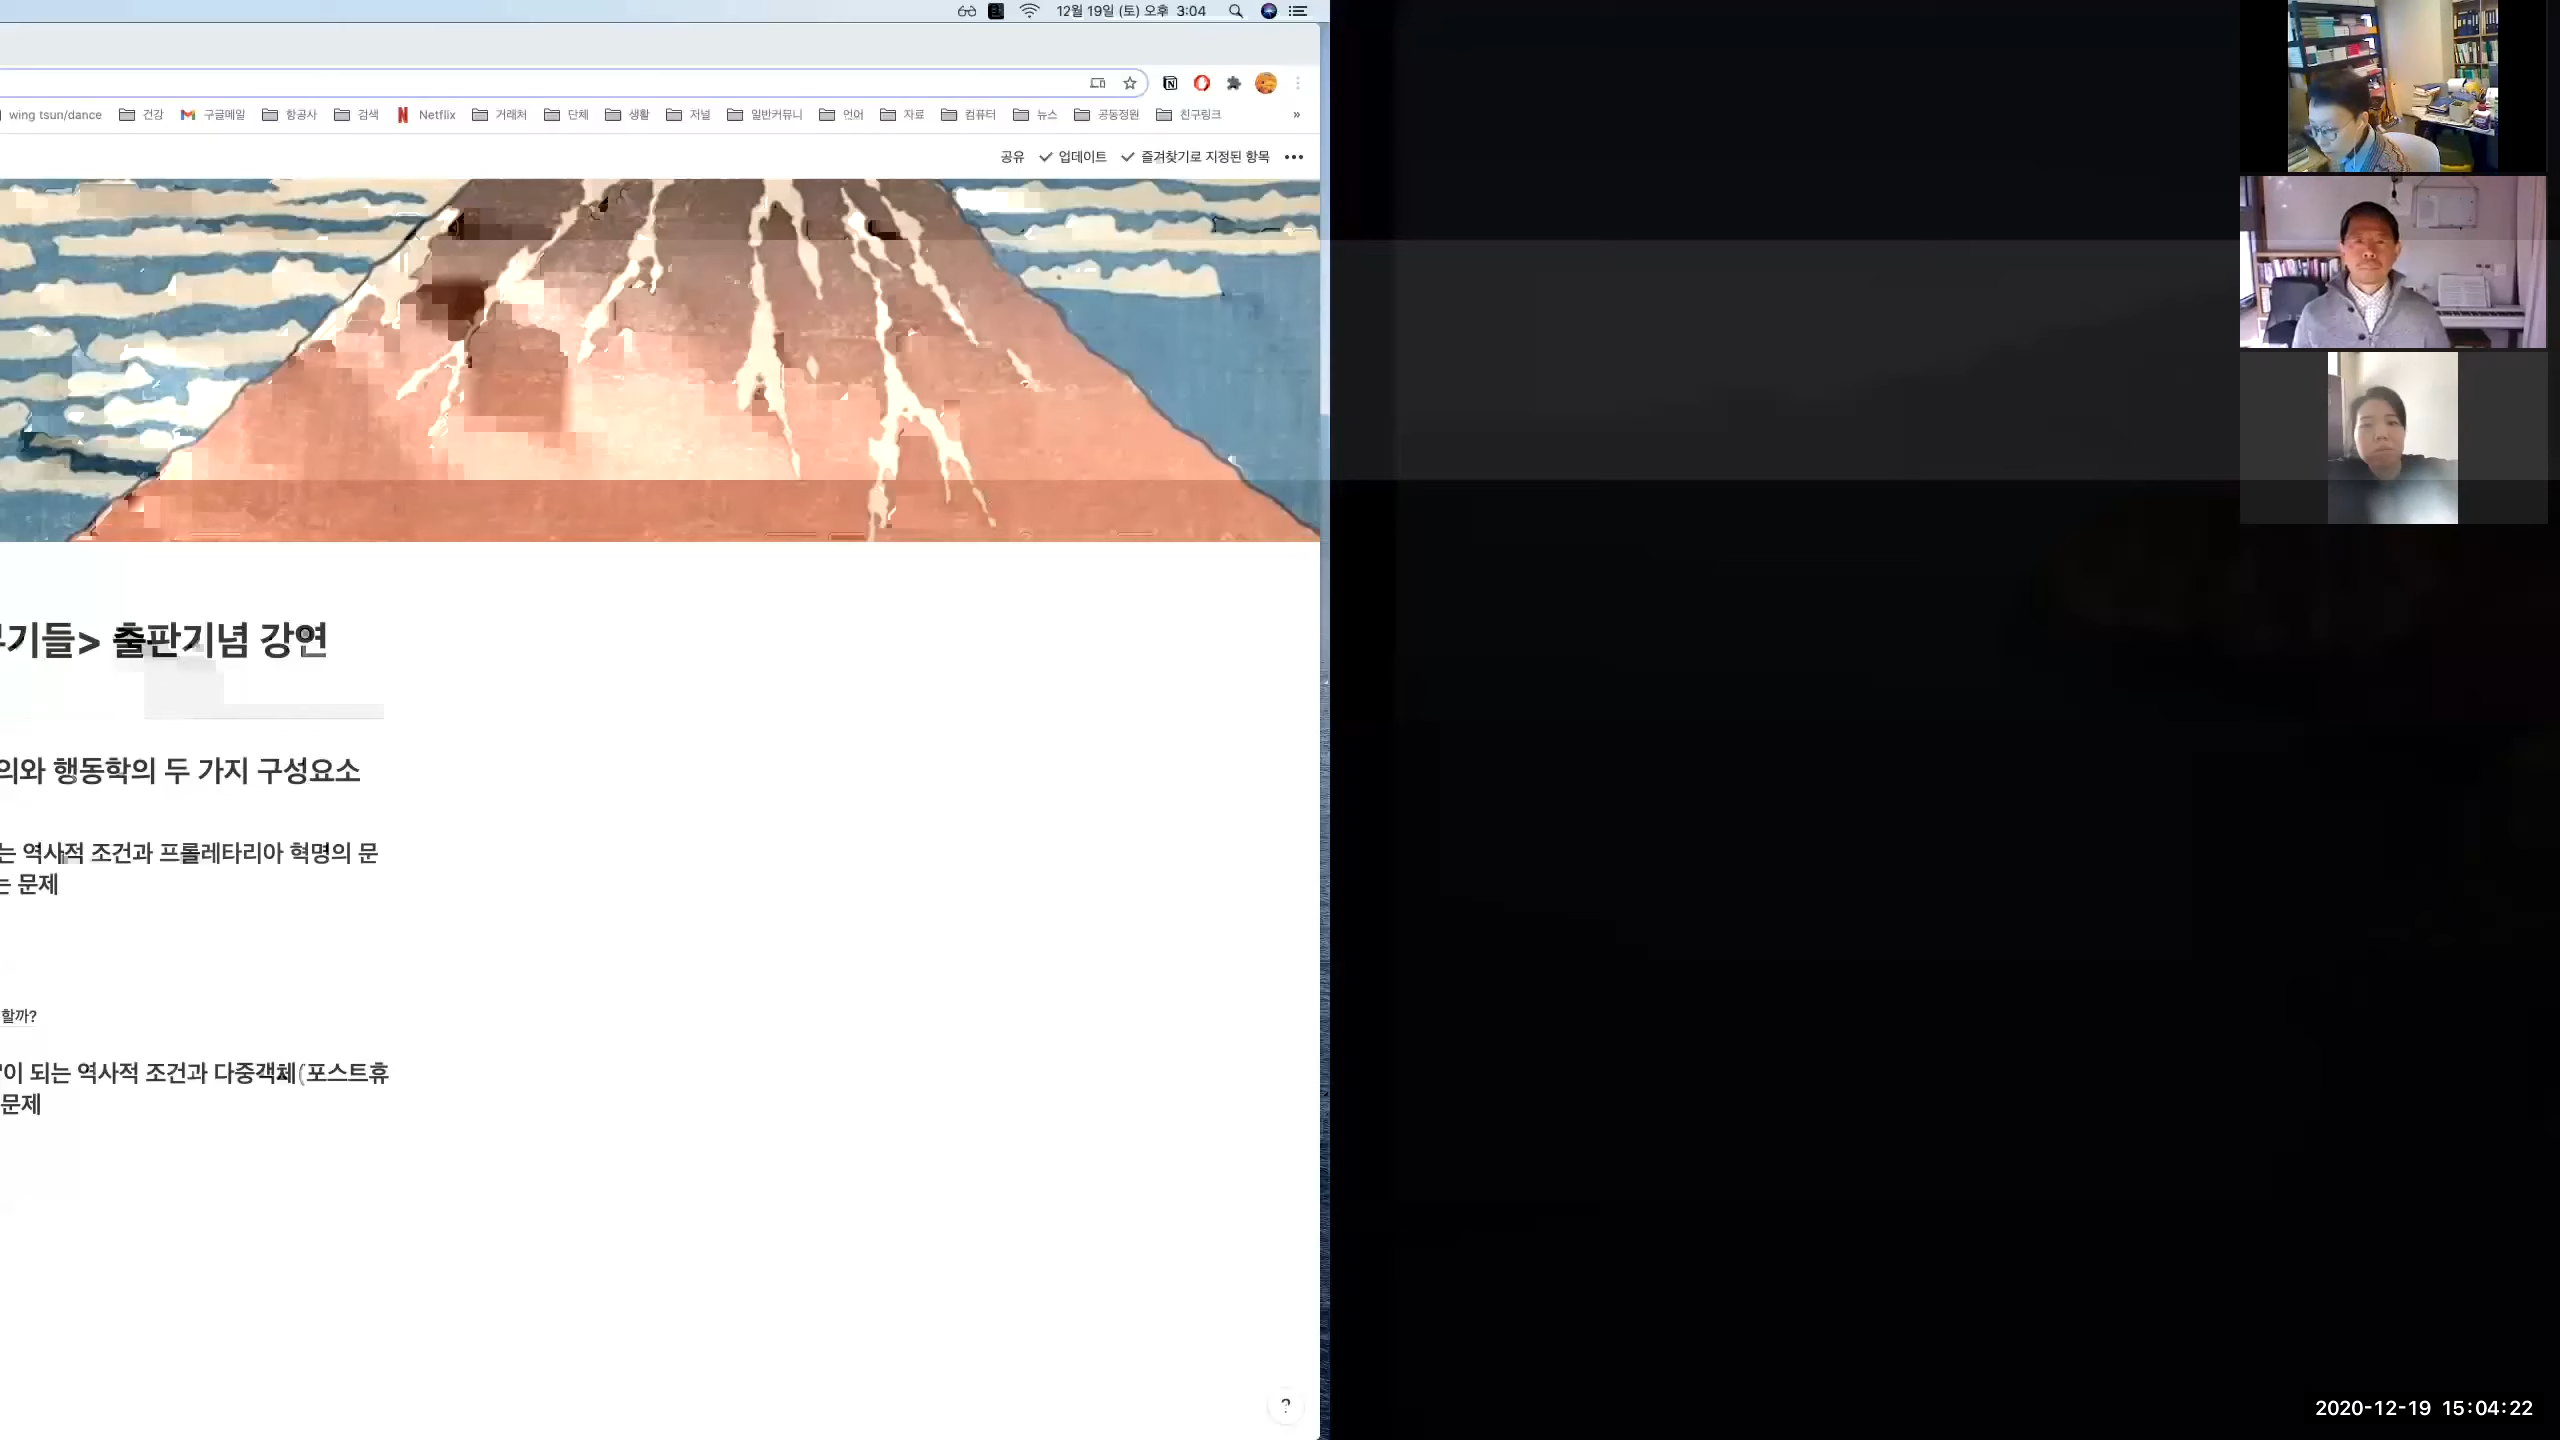 12월 19일 (토) 오후 3:04
wing tsun/dance 건강 구글메일 항공사 검색 Netflix 거래처 단체 생활 저널 일반커뮤니 언어 자료 컴퓨터 뉴스 공동정원 친구링크 »
공유 업데이트 즐겨찾기로 지정된 항목 •••
기들> 출판기념 강연
의와 행동학의 두 가지 구성요소
는 역사적 조건과 프롤레타리아 혁명의 문
는 문제
할까?
'이 되는 역사적 조건과 다중객체(포스트휴
문제
?
2020-12-19 15:04:22